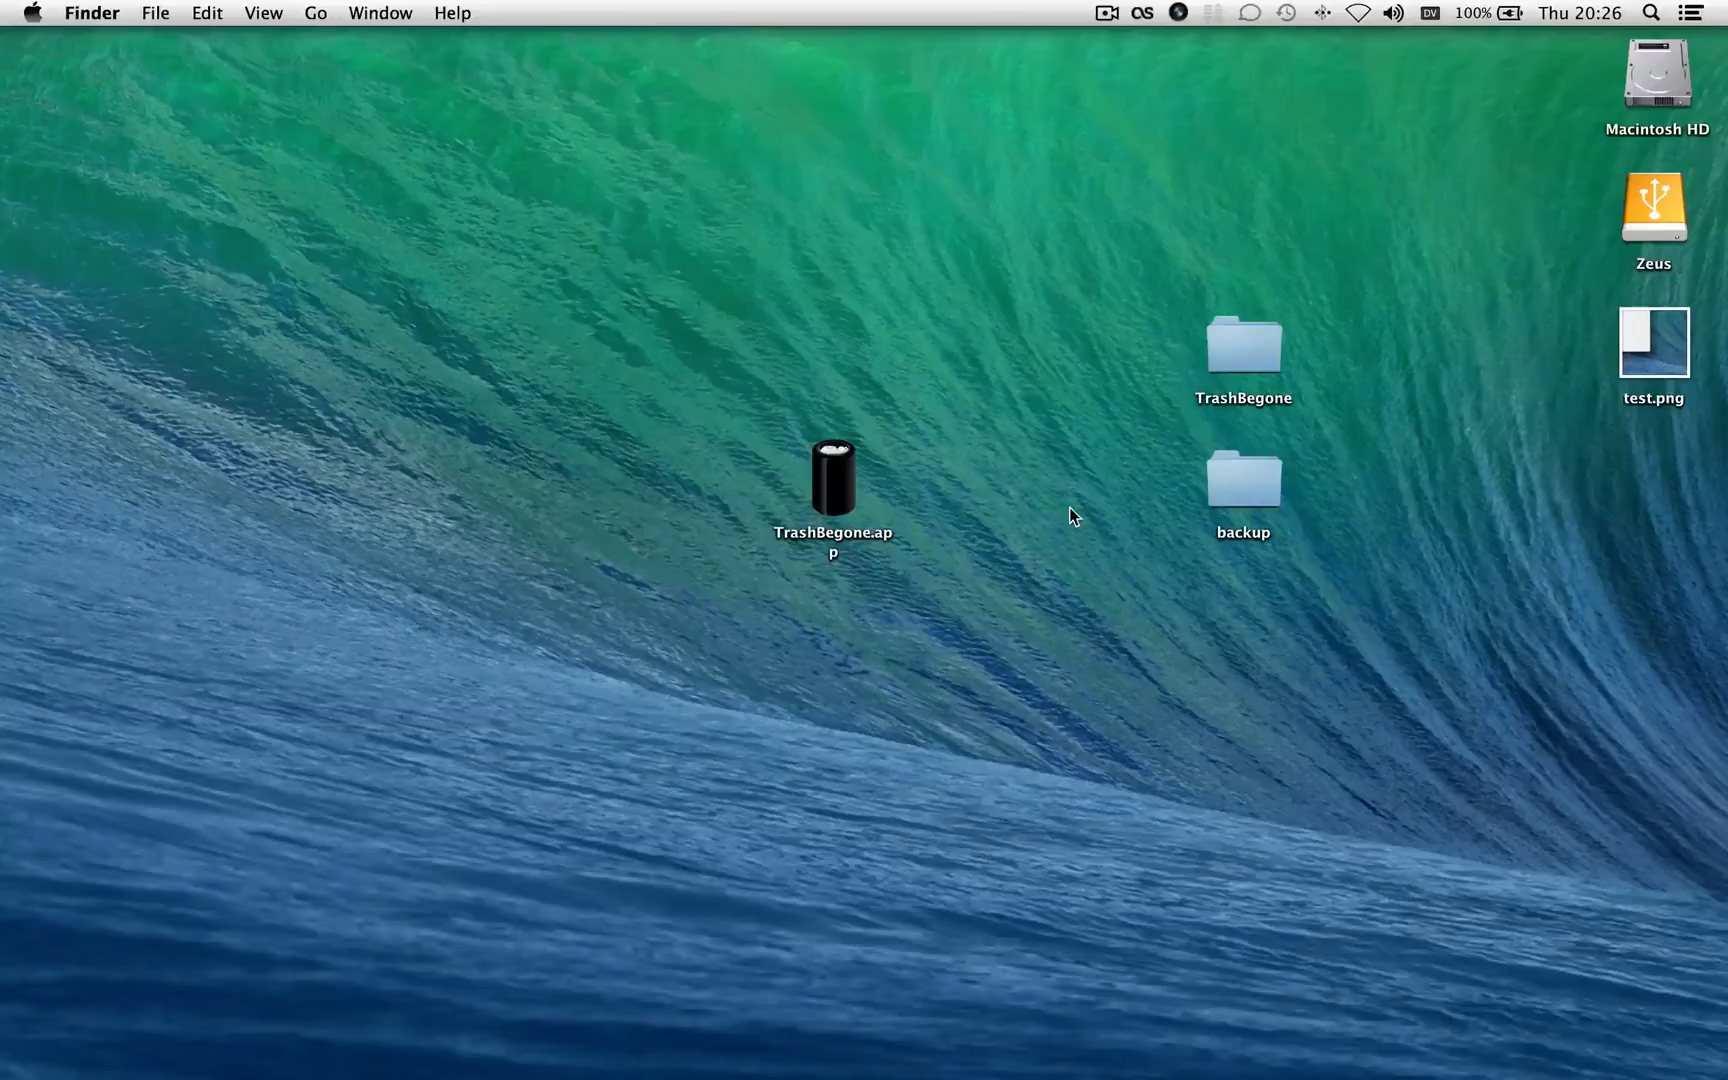 Finder File Edit View Go Window Help DV 100% Thu 20:26
Macintosh HD
Zeus
TrashBegone
test.png
TrashBegone.ap
p
backup